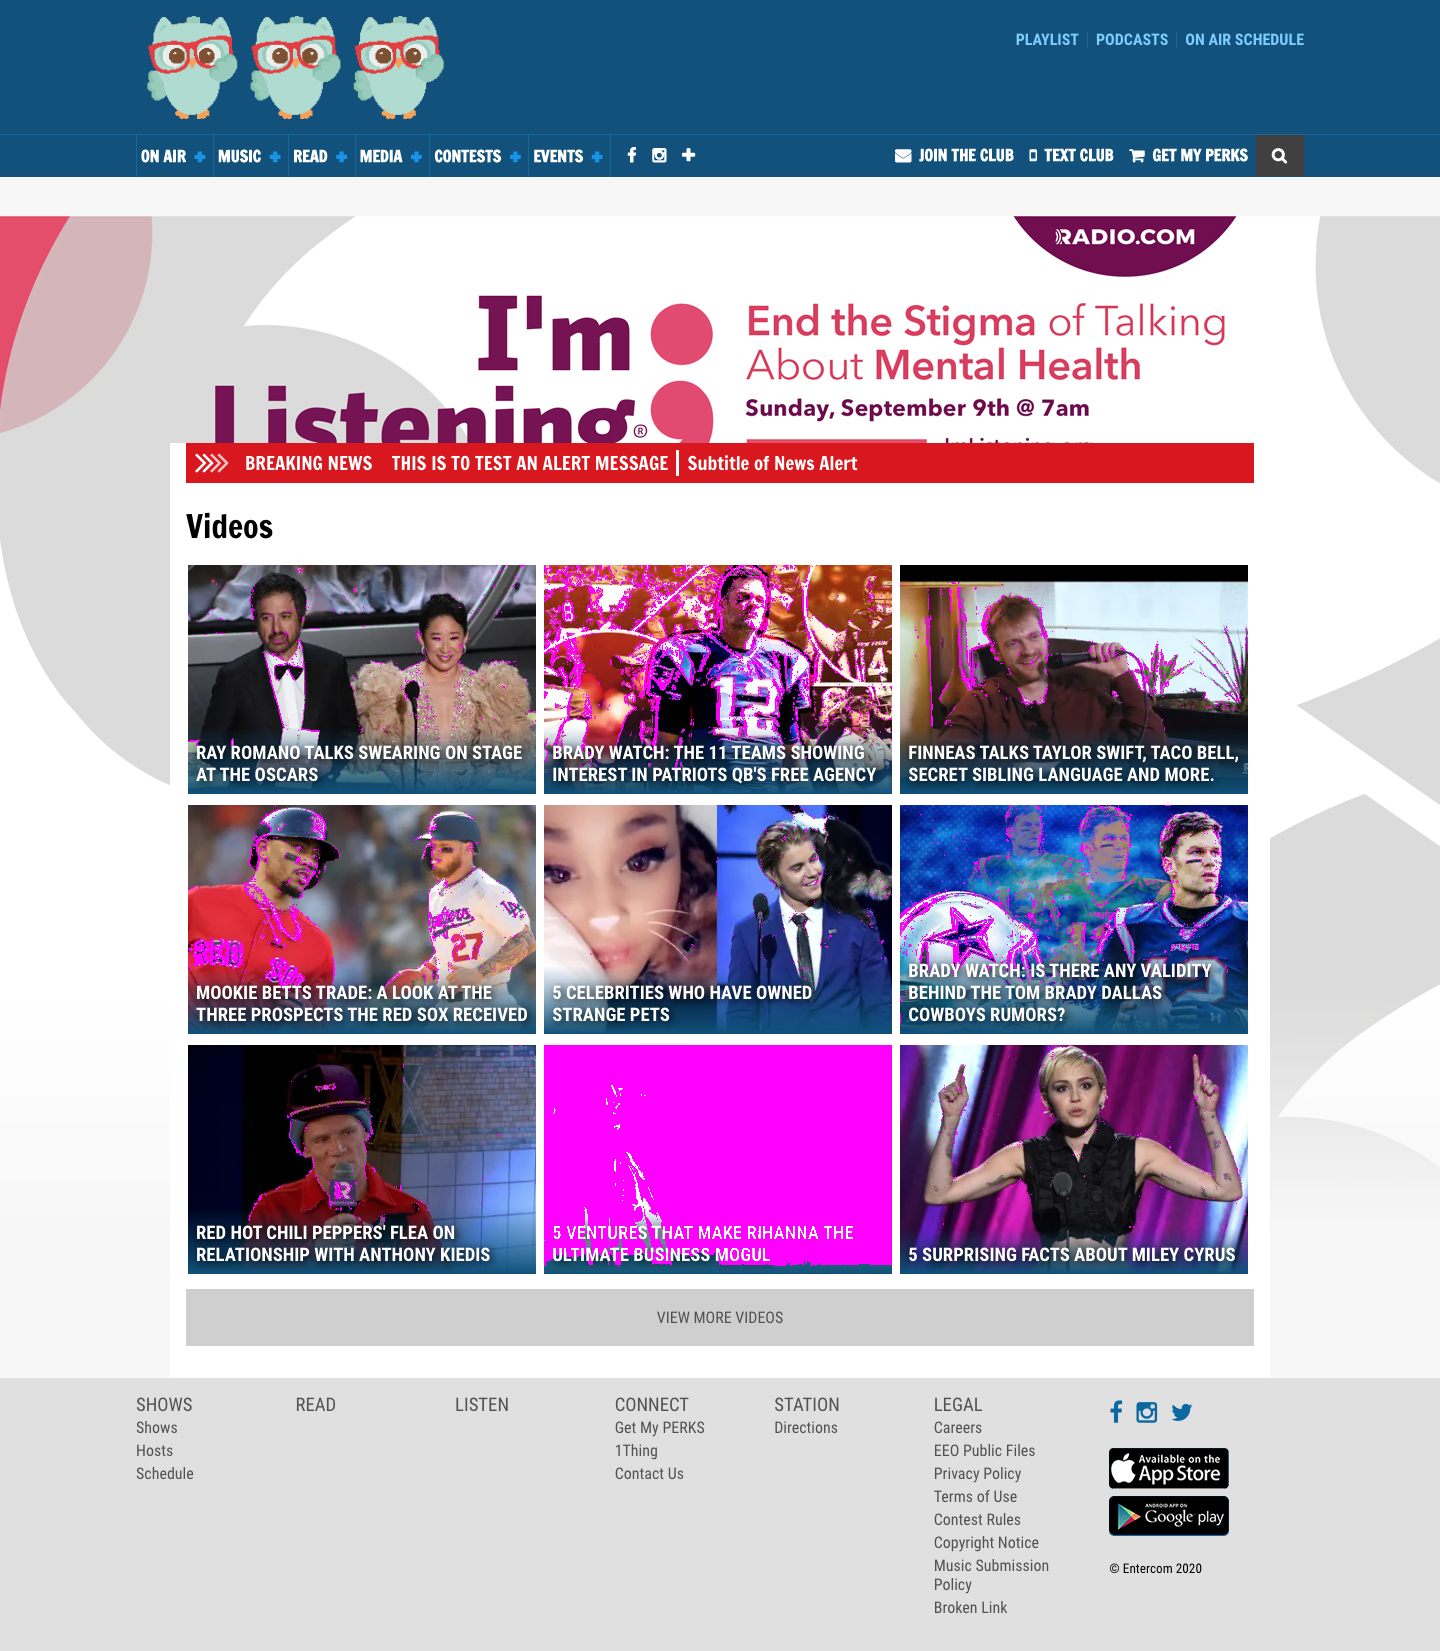 PLAYLIST
PODCASTS
ON AIR SCHEDULE
ON AIR
MUSIC
READ
MEDIA
CONTESTS
EVENTS
JOIN THE CLUB
TEXT CLUB
GET MY PERKS
RADIO.COM
I'm
Listening®
End the Stigma of Talking
About Mental Health
Sunday, September 9th @ 7am
BREAKING NEWS THIS IS TO TEST AN ALERT MESSAGE Subtitle of News Alert
Videos
RAY ROMANO TALKS SWEARING ON STAGE
AT THE OSCARS
BRADY WATCH: THE 11 TEAMS SHOWING
INTEREST IN PATRIOTS QB'S FREE AGENCY
12
FINNEAS TALKS TAYLOR SWIFT, TACO BELL,
SECRET SIBLING LANGUAGE AND MORE.
27
LA
MOOKIE BETTS TRADE: A LOOK AT THE
THREE PROSPECTS THE RED SOX RECEIVED
5 CELEBRITIES WHO HAVE OWNED
STRANGE PETS
BRADY WATCH: IS THERE ANY VALIDITY
BEHIND THE TOM BRADY DALLAS
COWBOYS RUMORS?
RED HOT CHILI PEPPERS' FLEA ON
RELATIONSHIP WITH ANTHONY KIEDIS
5 VENTURES THAT MAKE RIHANNA THE
ULTIMATE BUSINESS MOGUL
5 SURPRISING FACTS ABOUT MILEY CYRUS
VIEW MORE VIDEOS
SHOWS
Shows
Hosts
Schedule
READ
LISTEN
CONNECT
Get My PERKS
1Thing
Contact Us
STATION
Directions
LEGAL
Careers
EEO Public Files
Privacy Policy
Terms of Use
Contest Rules
Copyright Notice
Music Submission
Policy
Broken Link
Available on the
App Store
ANDROID APP ON
Google play
© Entercom 2020